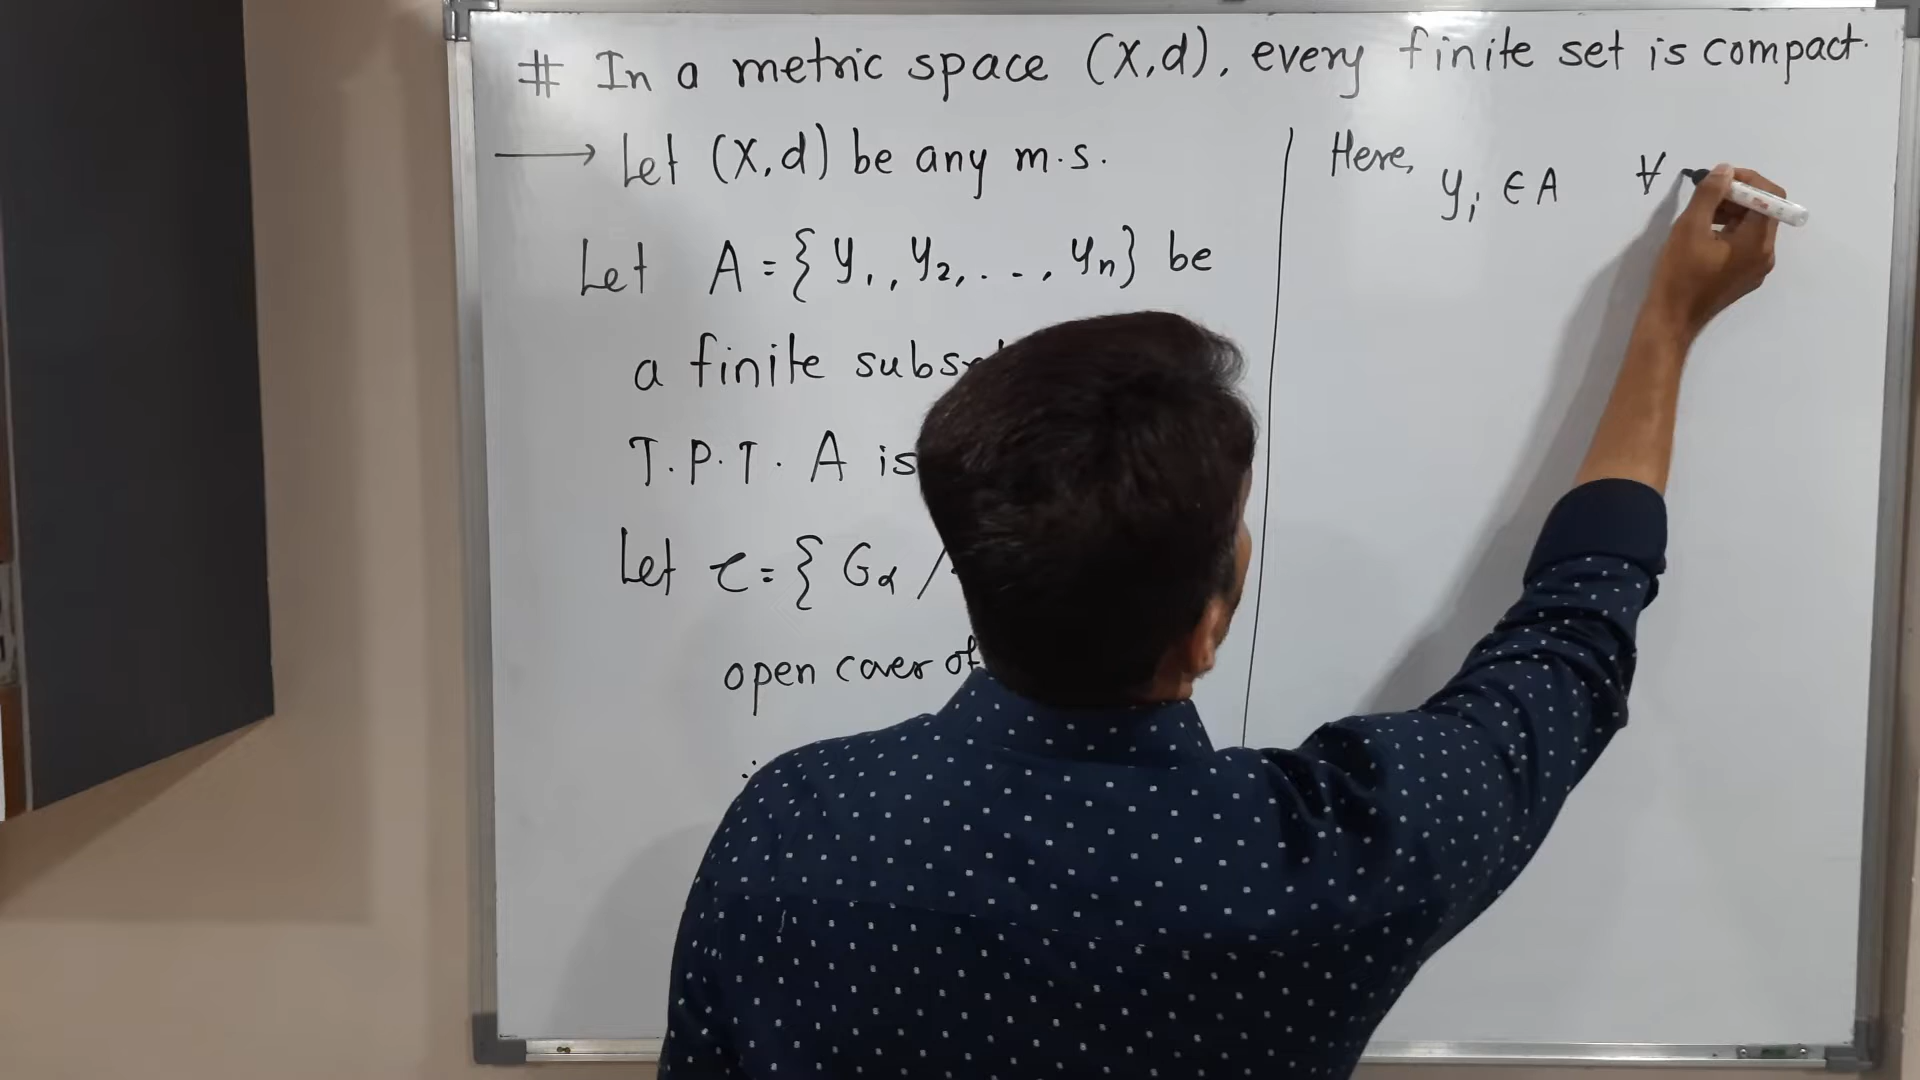 # In a metric space (X,d), every finite set is compact.
⟶ Let (X,d) be any m.s.
Let A = { y₁, y₂, . . . , yₙ } be
a finite
T.P.T. A is
Let τ = { Gα /
open cover of
Here, yᵢ ∈ A ∀